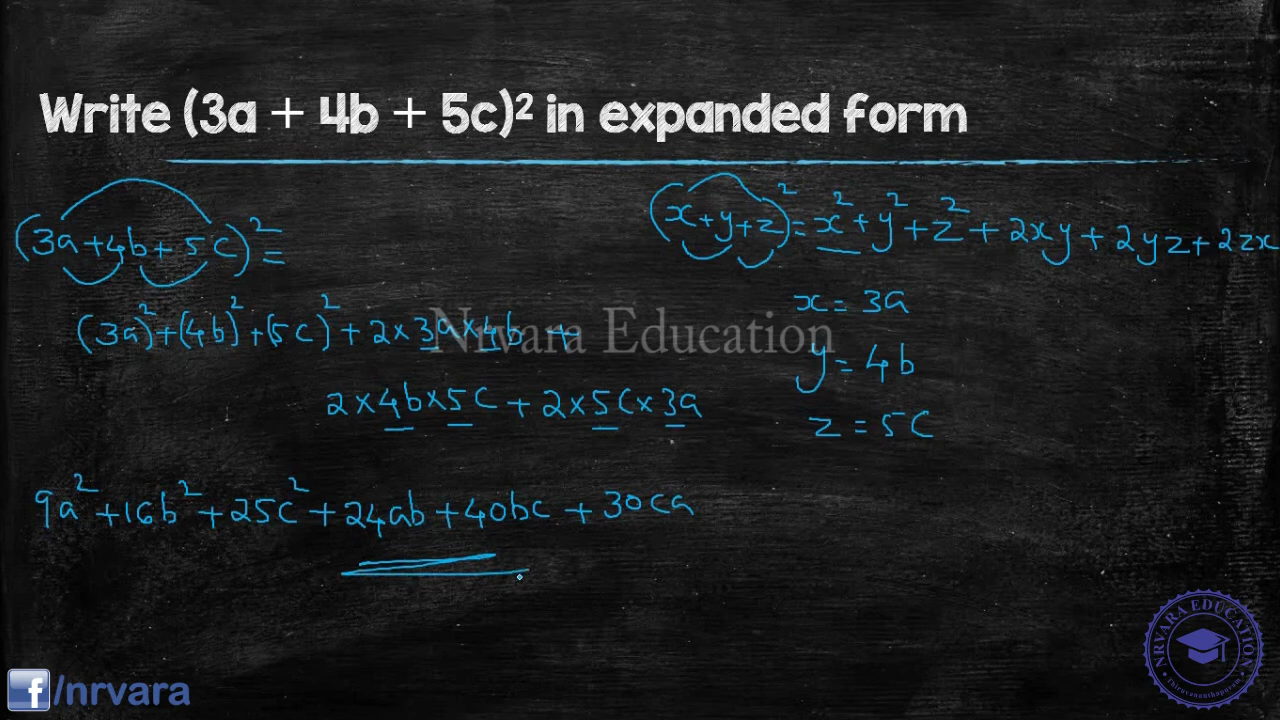 Write (3a + 4b + 5c)² in expanded form
(3a+4b+5c)²=
(x+y+z)²=x²+y²+z²+2xy+2yz+2zx
(3a)²+(4b)²+(5c)²+2×3a×4b+
2×4b×5c+2×5c×3a
x=3a
y=4b
z=5c
9a²+16b²+25c²+24ab+40bc+30ca
Nrvara Education
f/nrvara
NRVARA EDUCATION
Thiruvananthapuram